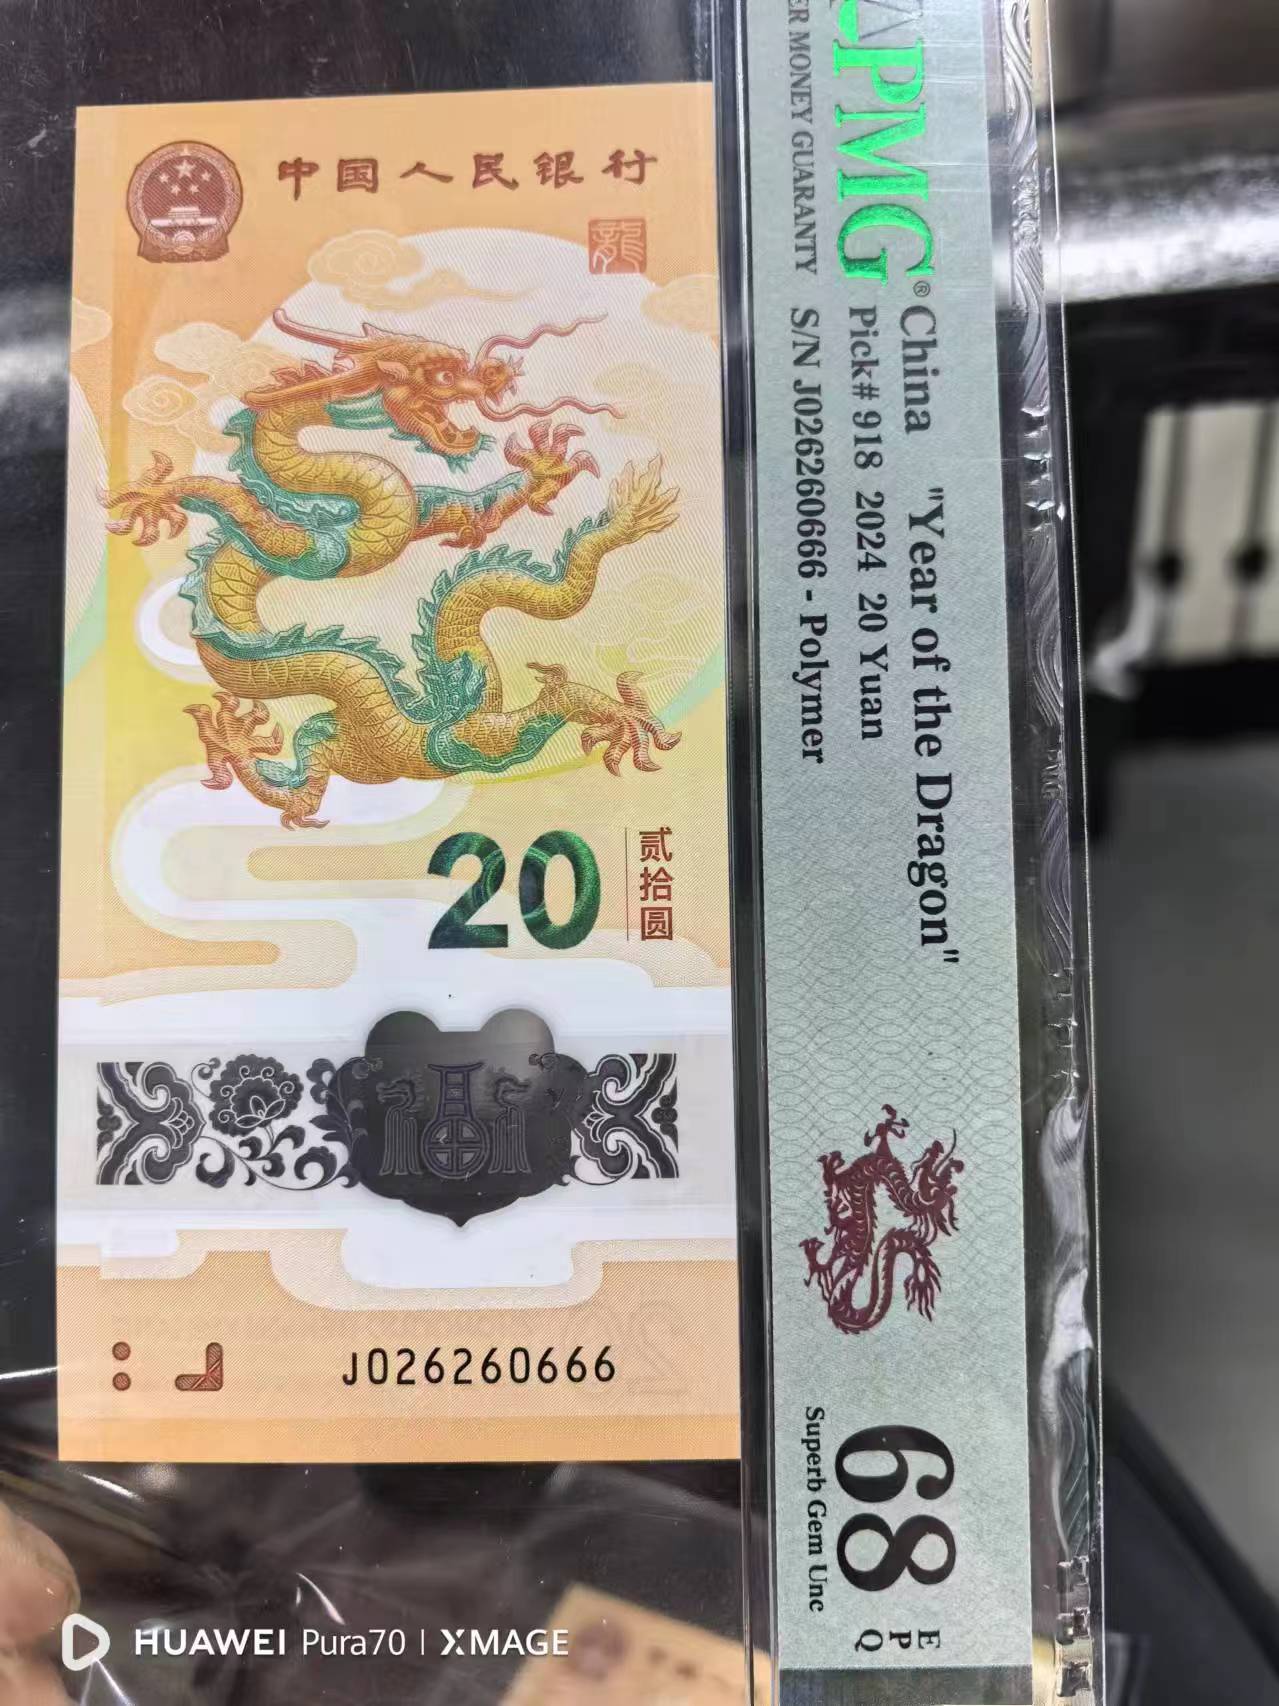 中国人民银行
龍
20
贰拾圆
J026260666
ER MONEY GUARANTY
PMG®
China "Year of the Dragon"
Pick# 918 2024 20 Yuan
S/N J026260666 - Polymer
68 EPQ
Superb Gem Unc
HUAWEI Pura70 | XMAGE